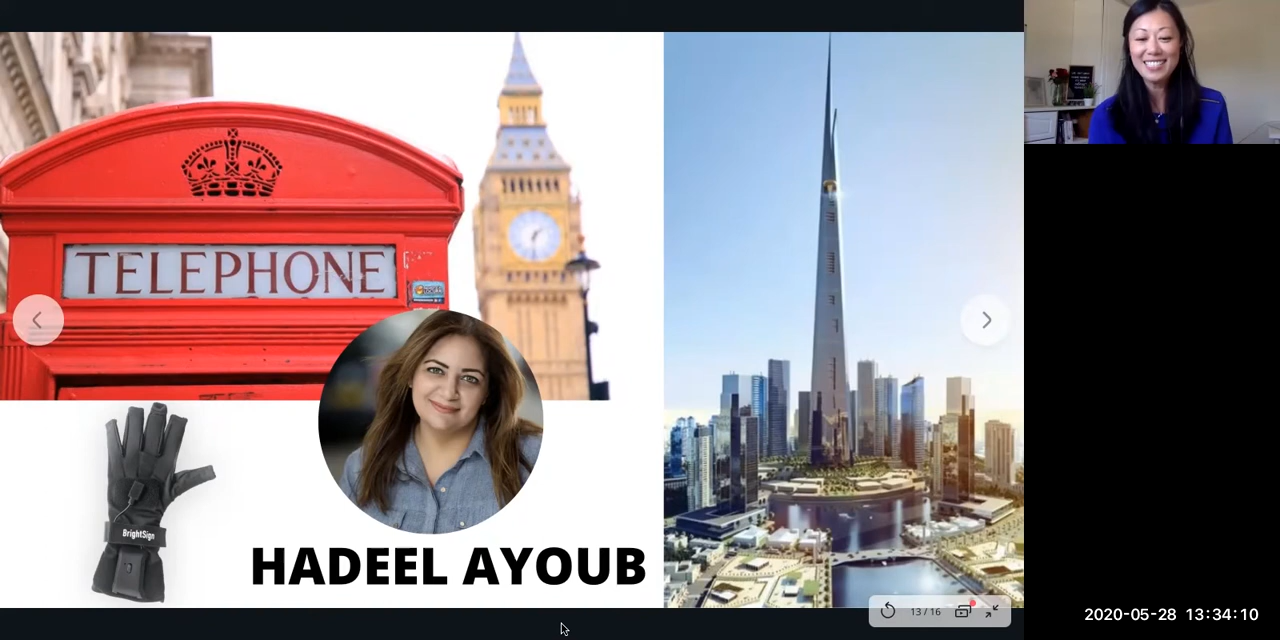 TELEPHONE
BrightSign
HADEEL AYOUB
13 / 16
2020-05-28 13:34:10